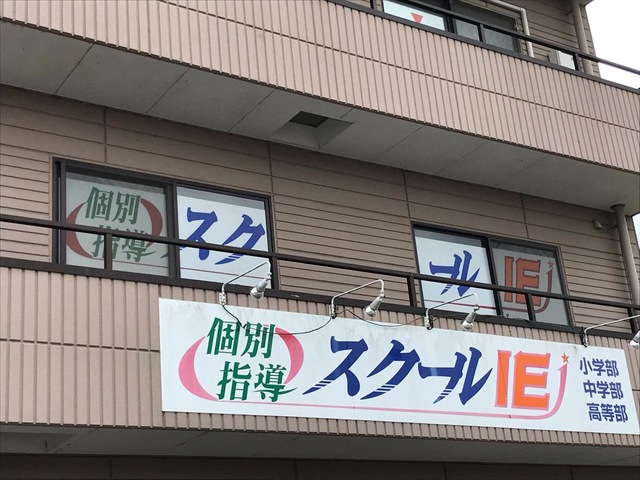 個別
指導
スク
ール
IE
個別
指導
スクールIE
小学部
中学部
高等部